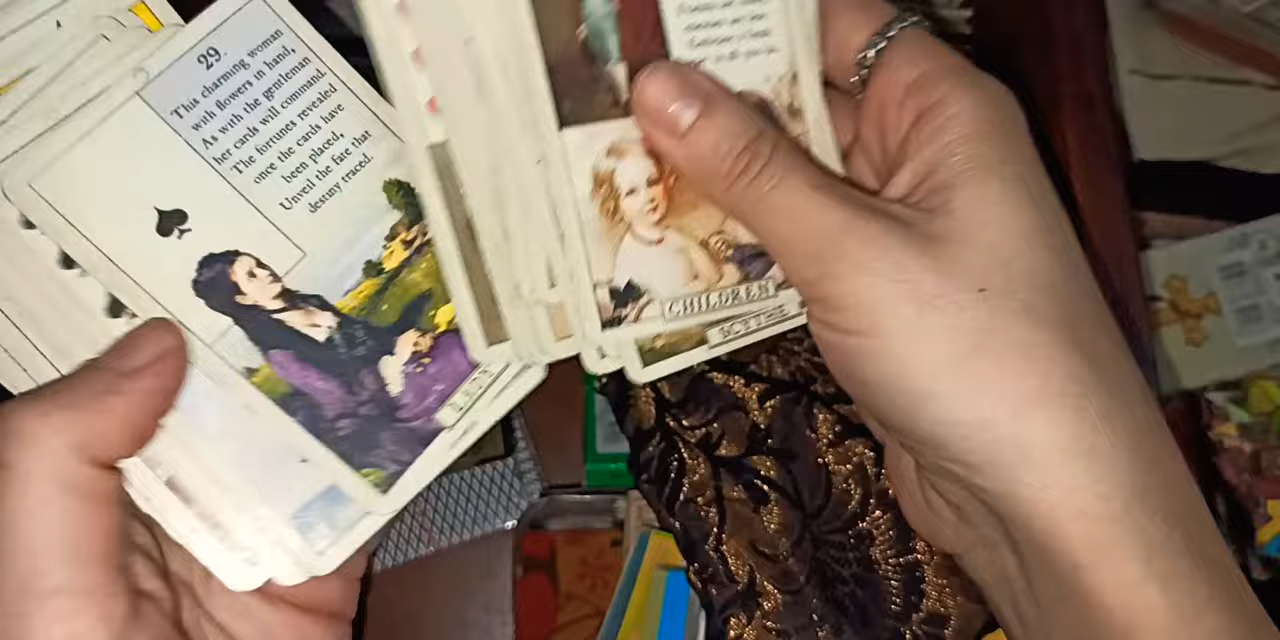 29.
This charming woman
with flowers in hand,
As with the gentleman
her cards will command.
The fortunes revealed
once the cards have
been placed,
Unveil the fate that
destiny traced.
LADY
CHILDREN
SCYTHE